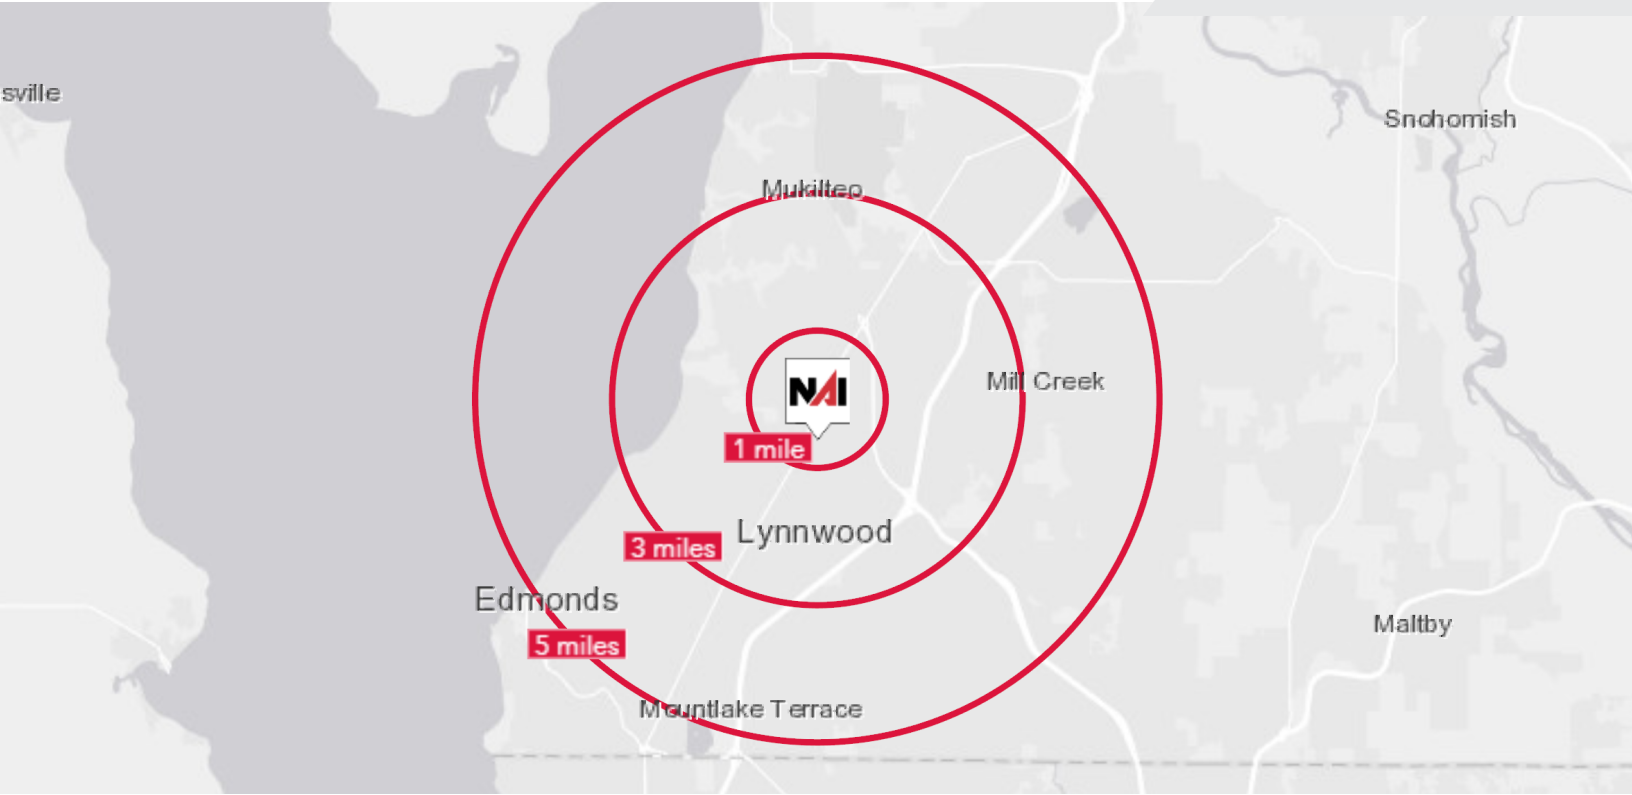 sville
Snohomish
Mukilteo
Mill Creek
NAI
1 mile
Lynnwood
3 miles
Edmonds
Maltby
5 miles
Mountlake Terrace